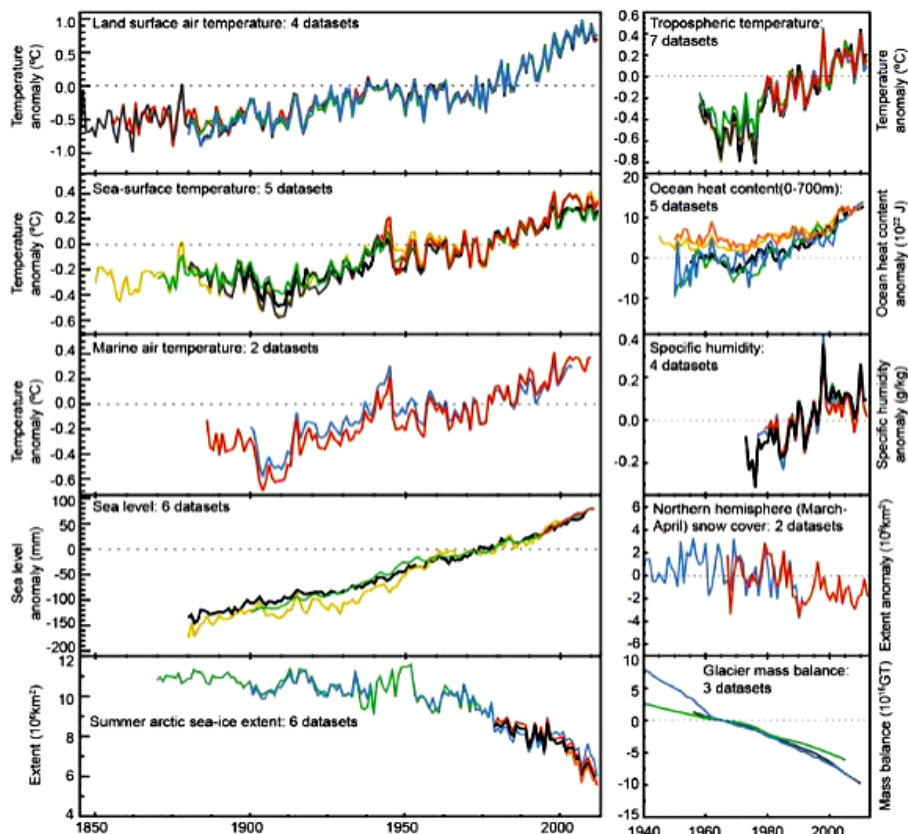 Land surface air temperature: 4 datasets
1.0
0.5
0.0
-0.5
-1.0
Temperature
anomaly (ºC)
Tropospheric temperature:
7 datasets
0.6
0.4
0.2
0.0
-0.2
-0.4
-0.6
-0.8
Temperature
anomaly (ºC)
Sea-surface temperature: 5 datasets
0.4
0.2
0.0
-0.2
-0.4
-0.6
Temperature
anomaly (ºC)
Ocean heat content(0-700m):
5 datasets
20
10
0
-10
Ocean heat content
anomaly (10²² J)
Marine air temperature: 2 datasets
0.4
0.2
0.0
-0.2
-0.4
-0.6
Temperature
anomaly (ºC)
Specific humidity:
4 datasets
0.2
0.0
-0.2
Specific humidity
anomaly (g/kg)
Sea level: 6 datasets
100
50
0
-50
-100
-150
-200
Sea level
anomaly (mm)
Northern hemisphere (March-
April) snow cover: 2 datasets
6
4
2
0
-2
-4
-6
Extent anomaly (10⁶km²)
Summer arctic sea-ice extent: 6 datasets
12
10
8
6
4
Extent (10⁶km²)
Glacier mass balance:
3 datasets
10
5
0
-5
-10
-15
Mass balance (10¹⁶GT)
1850
1900
1950
2000
1940
1960
1980
2000